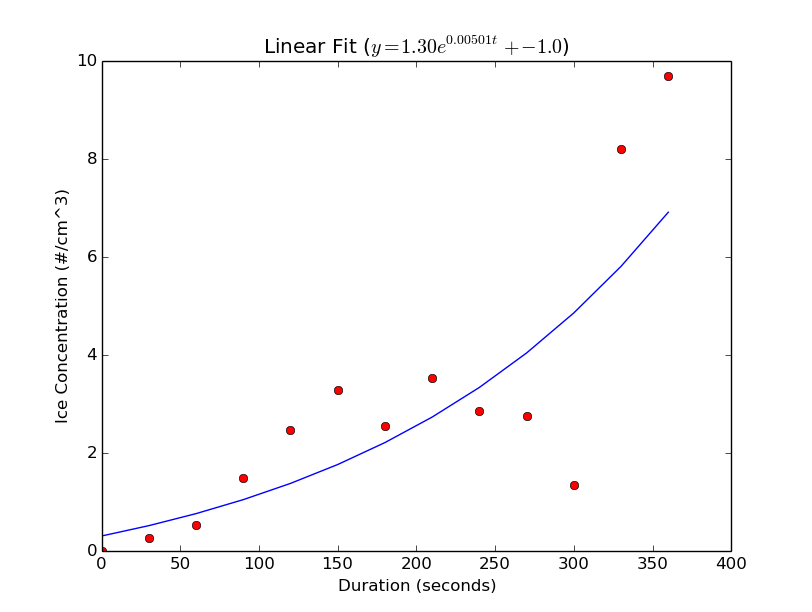 Linear Fit (y=1.30e^0.00501t +−1.0)
10
8
6
4
2
0
Ice Concentration (#/cm^3)
0 50 100 150 200 250 300 350 400
Duration (seconds)